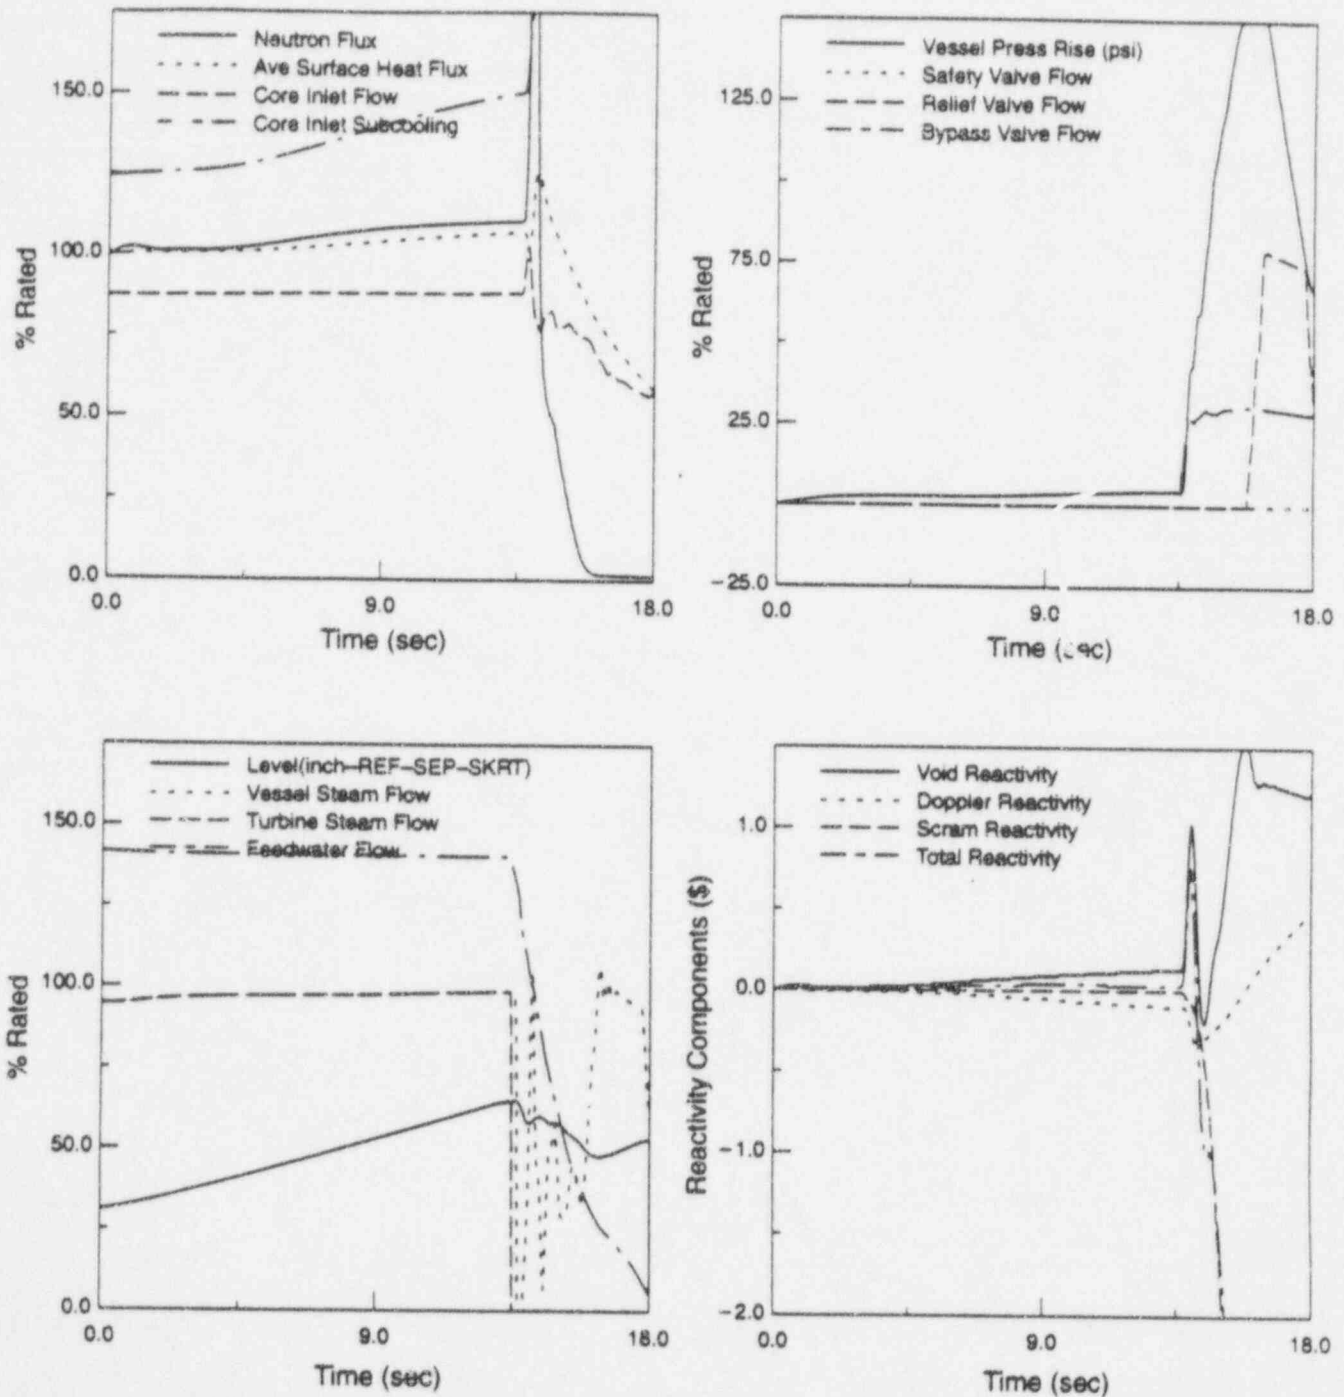 Neutron Flux
Ave Surface Heat Flux
Core Inlet Flow
Core Inlet Subcooling
150.0
100.0
50.0
0.0
% Rated
0.0
9.0
18.0
Time (sec)
Vessel Press Rise (psi)
Safety Valve Flow
Relief Valve Flow
Bypass Valve Flow
125.0
75.0
25.0
-25.0
% Rated
0.0
9.0
18.0
Time (sec)
Level(inch-REF-SEP-SKRT)
Vessel Steam Flow
Turbine Steam Flow
Feedwater Flow
150.0
100.0
50.0
0.0
% Rated
0.0
9.0
18.0
Time (sec)
Void Reactivity
Doppler Reactivity
Scram Reactivity
Total Reactivity
1.0
0.0
-1.0
-2.0
Reactivity Components ($)
0.0
9.0
18.0
Time (sec)